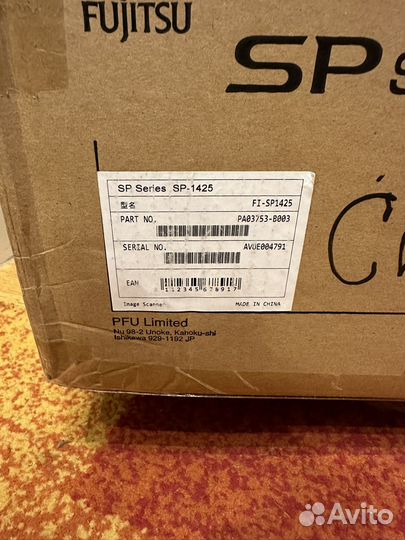 FUJITSU
SP
SP Series SP-1425
型名 FI-SP1425
PART NO. PA03753-B003
SERIAL NO. AVUE004791
EAN
112345678917
Image Scanner MADE IN CHINA
PFU Limited
Nu 98-2 Unoke, Kahoku-shi
Ishikawa 929-1192 JP
Avito